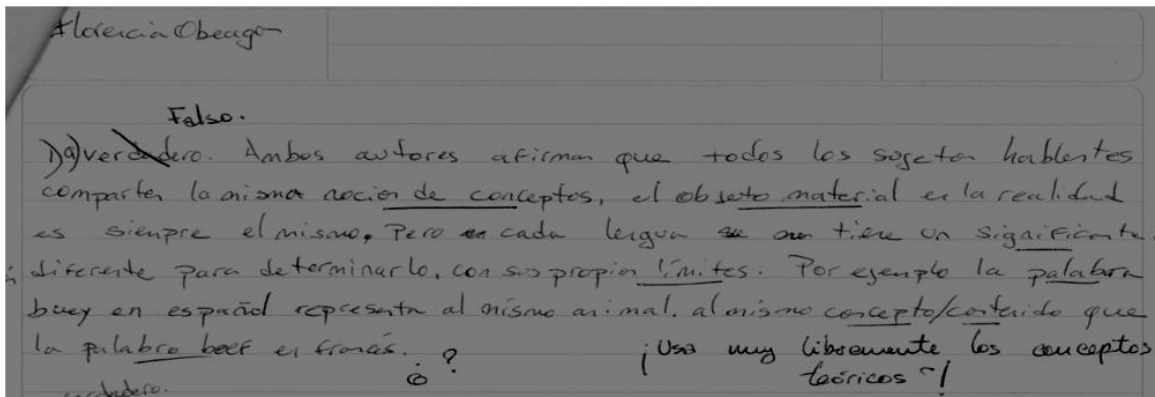 Florencia Obeago
Falso.
1)a) verdadero. Ambos autores afirman que todos los sujetos hablantes
comparten la misma noción de conceptos, el objeto material en la realidad
es siempre el mismo, Pero en cada lengua tiene un significante
diferente para determinarlo, con sus propios límites. Por ejemplo la palabra
buey en español representa al mismo animal, al mismo concepto/contenido que
la palabra boef en francés. ¿? ¡Usa muy libremente los conceptos
teóricos!
verdadero.